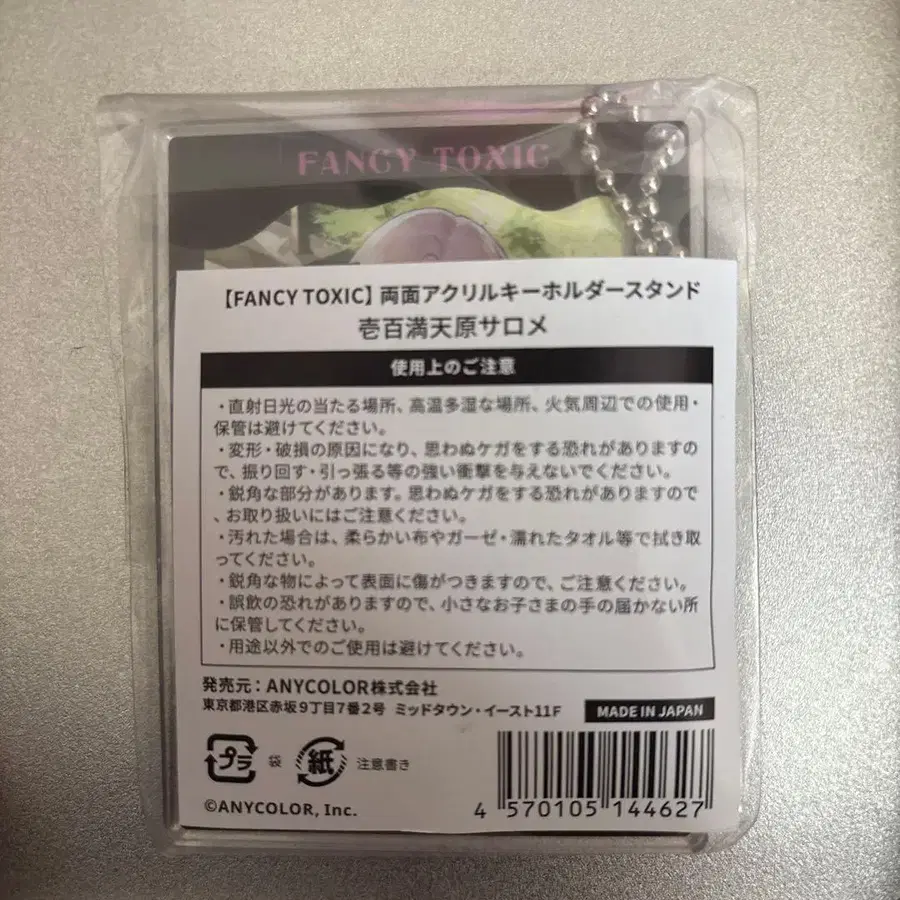 FANCY TOXIC
【FANCY TOXIC】両面アクリルキーホルダースタンド
壱百満天原サロメ
使用上のご注意
・直射日光の当たる場所、高温多湿な場所、火気周辺での使用・
保管は避けてください。
・変形・破損の原因になり、思わぬケガをする恐れがありますの
で、振り回す・引っ張る等の強い衝撃を与えないでください。
・鋭角な部分があります。思わぬケガをする恐れがありますので
、お取り扱いにはご注意ください。
・汚れた場合は、柔らかい布やガーゼ・濡れたタオル等で拭き取
ってください。
・鋭角な物によって表面に傷がつきますので、ご注意ください。
・誤飲の恐れがありますので、小さなお子さまの手の届かない所
に保管してください。
・用途以外でのご使用は避けてください。
発売元：ANYCOLOR株式会社
東京都港区赤坂9丁目7番2号 ミッドタウン・イースト11F
MADE IN JAPAN
プラ 袋 紙 注意書き
©ANYCOLOR, Inc.
4 570105 144627